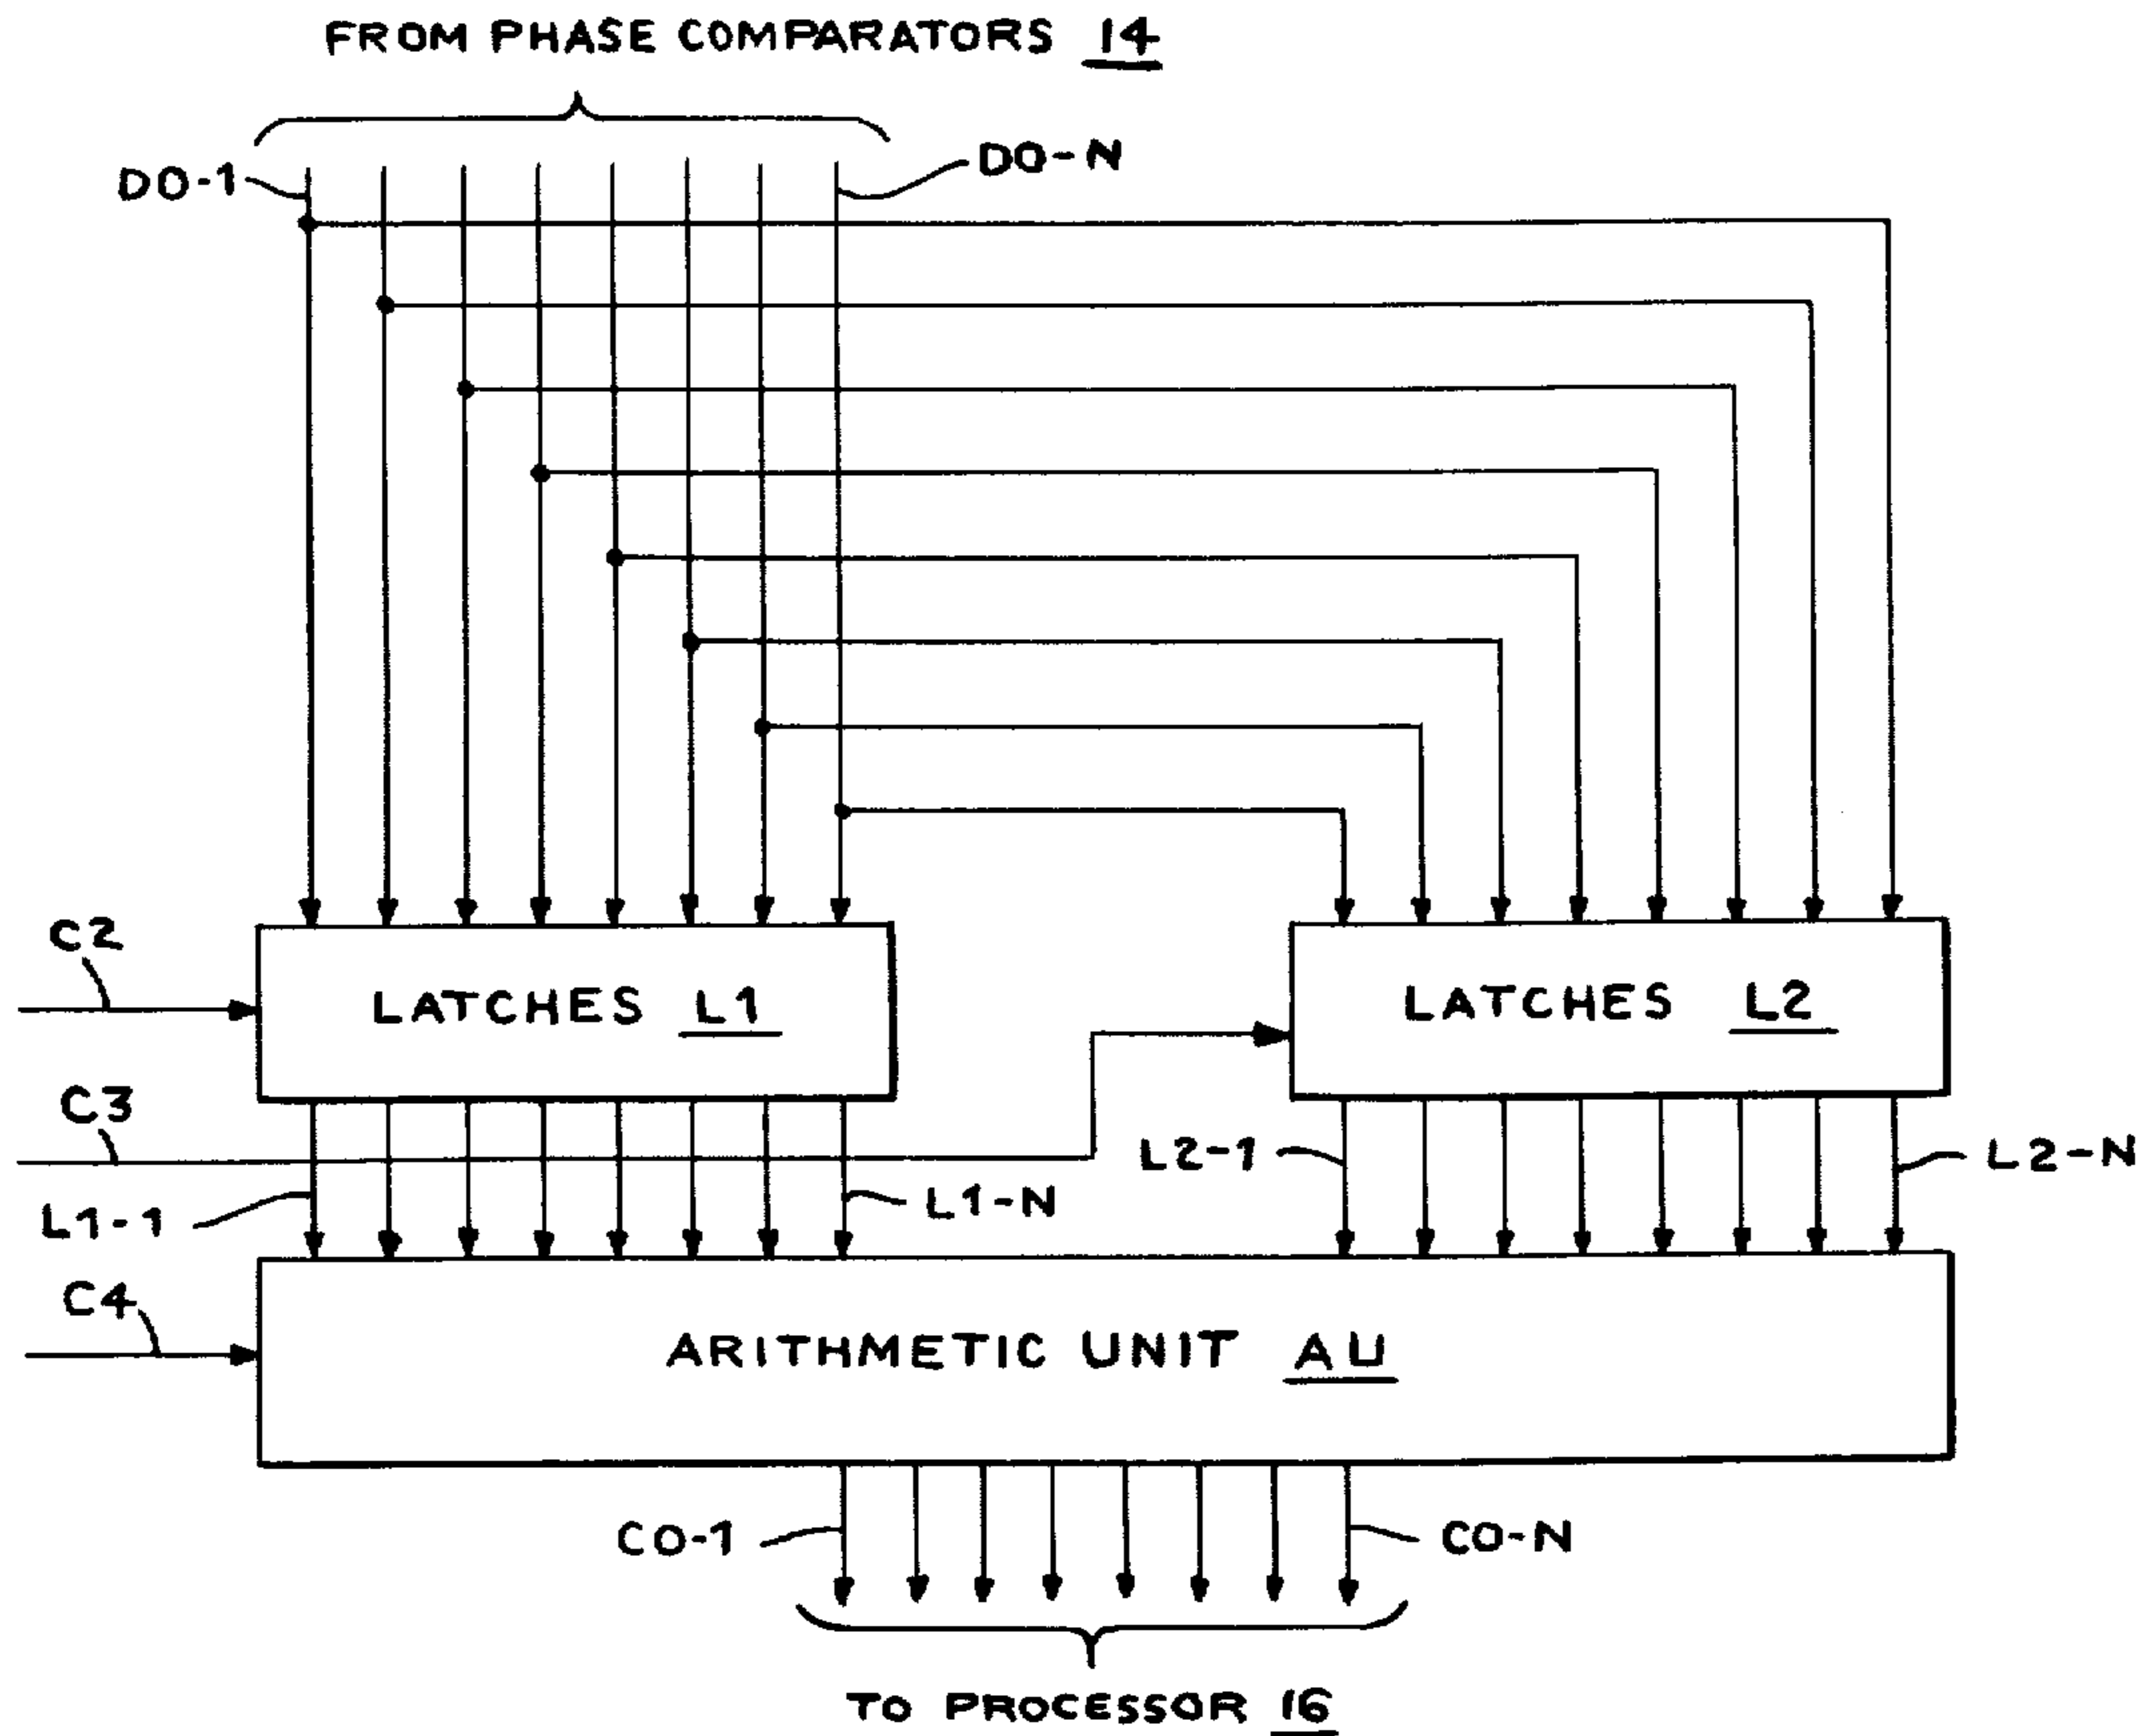 FROM PHASE COMPARATORS 14
DO-1
DO-N
C2
LATCHES L1
LATCHES L2
C3
L1-1
L1-N
L2-1
L2-N
C4
ARITHMETIC UNIT AU
CO-1
CO-N
TO PROCESSOR 16